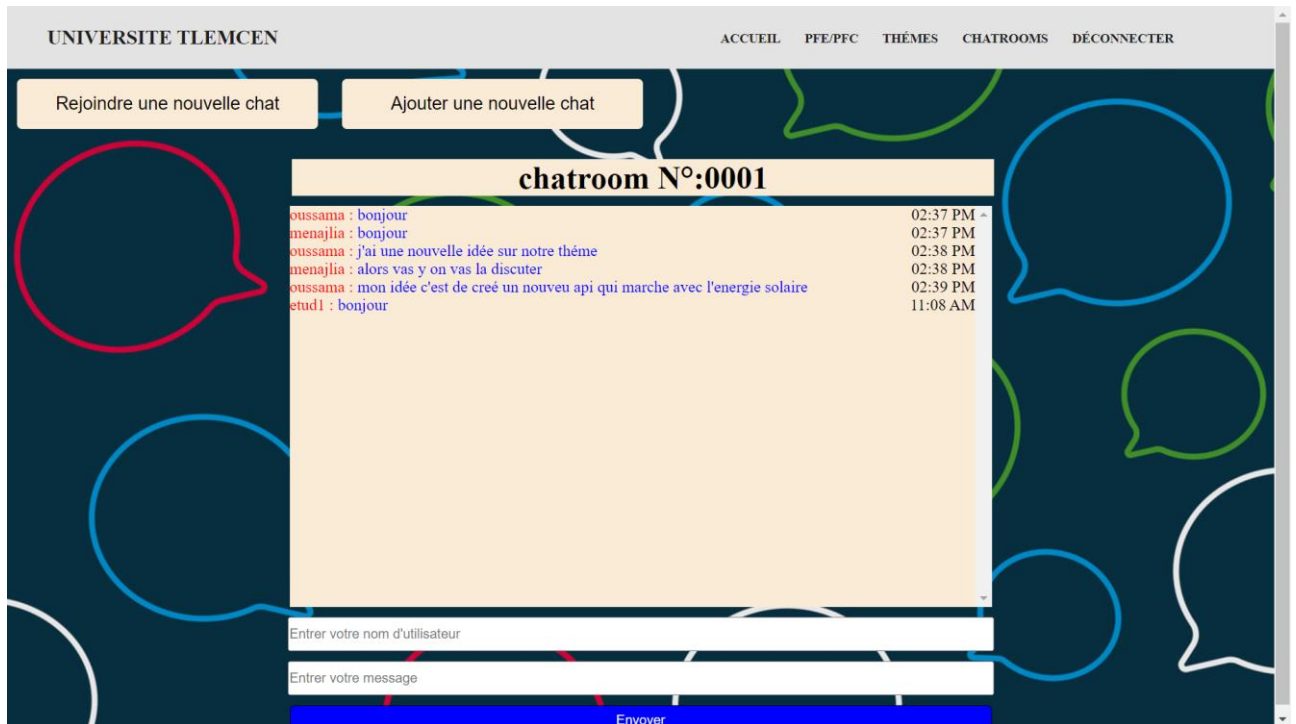 UNIVERSITE TLEMCEN ACCUEIL PFE/PFC THÉMES CHATROOMS DÉCONNECTER
Rejoindre une nouvelle chat Ajouter une nouvelle chat
chatroom N°:0001
oussama : bonjour 02:37 PM
menajlia : bonjour 02:37 PM
oussama : j'ai une nouvelle idée sur notre théme 02:38 PM
menajlia : alors vas y on vas la discuter 02:38 PM
oussama : mon idée c'est de creé un nouveu api qui marche avec l'energie solaire 02:39 PM
etud1 : bonjour 11:08 AM
Entrer votre nom d'utilisateur
Entrer votre message
Envoyer